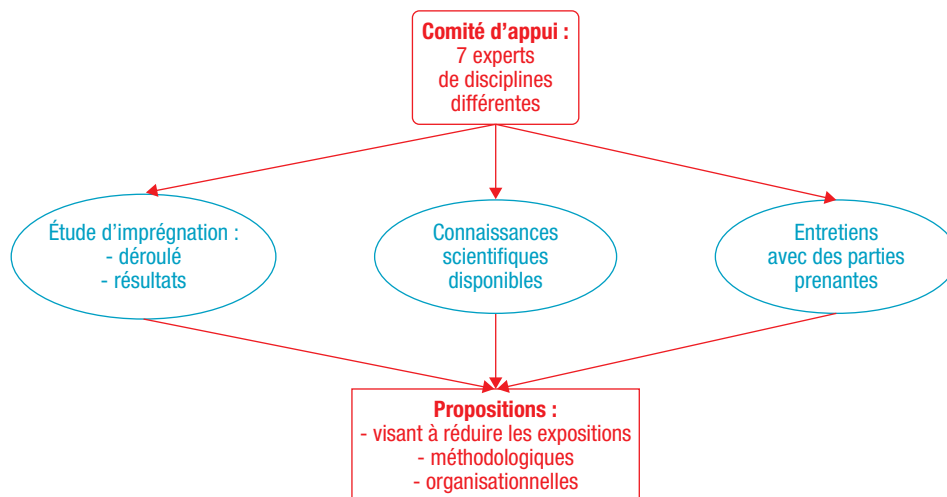 Comité d’appui :
7 experts
de disciplines
différentes
Étude d’imprégnation :
- déroulé
- résultats
Connaissances
scientifiques
disponibles
Entretiens
avec des parties
prenantes
Propositions :
- visant à réduire les expositions
- méthodologiques
- organisationnelles